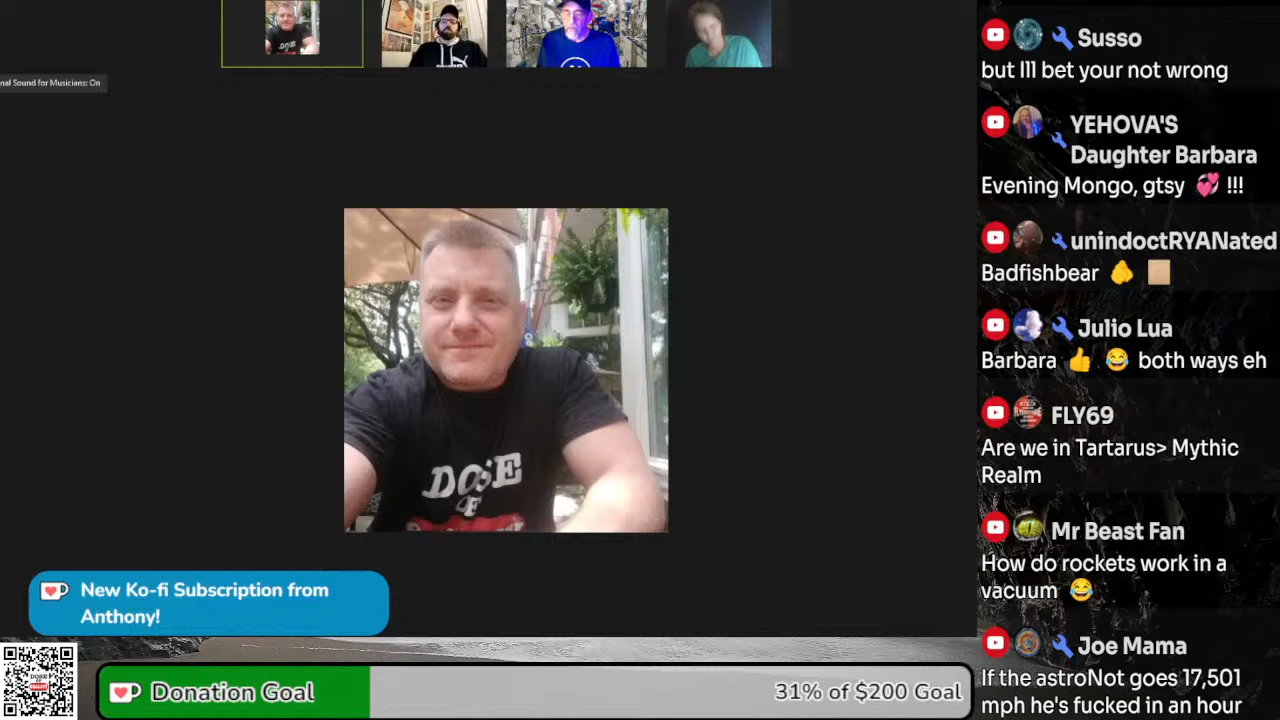 nal Sound for Musicians: On
DOSE
OF
New Ko-fi Subscription from
Anthony!
DOSE
Donation Goal
31% of $200 Goal
Susso
but Ill bet your not wrong
YEHOVA'S
Daughter Barbara
Evening Mongo, gtsy 💞 !!!
unindoctRYANated
Badfishbear 🫵 🏼
Julio Lua
Barbara 👍 😂 both ways eh
FLY69
Are we in Tartarus> Mythic
Realm
Mr Beast Fan
How do rockets work in a
vacuum 😂
Joe Mama
If the astroNot goes 17,501
mph he's fucked in an hour